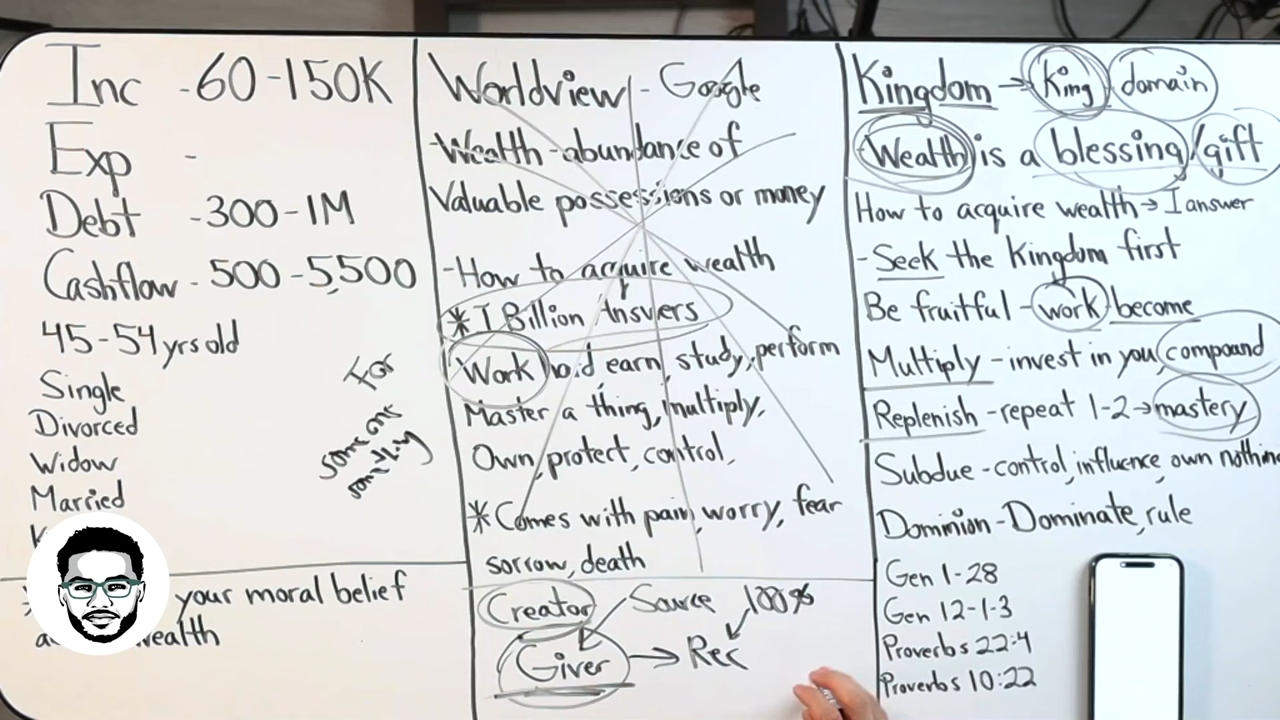 Inc - 60-150K
Exp -
Debt - 300-1M
Cashflow - 500-5,500
45-54 yrs old
Single
Divorced
Widow
Married
K
For
some one
your moral belief
wealth
Worldview - Google
-Wealth - abundance of
Valuable possessions or money
-How to acquire wealth
* 1 Billion Answers
Work hard earn, study, perform
Master a thing, multiply,
Own, protect, control,
* Comes with pain, worry, fear
sorrow, death
Creator Source 100%
Giver → Rec
Kingdom → King domain
-Wealth is a blessing/gift
How to acquire wealth → 1 answer
-Seek the Kingdom first
Be fruitful - work become
Multiply - invest in you, compound
Replenish - repeat 1-2 → mastery
Subdue - control, influence, own nothing
Dominion - Dominate, rule
Gen 1-28
Gen 12-1-3
Proverbs 22:4
Proverbs 10:22